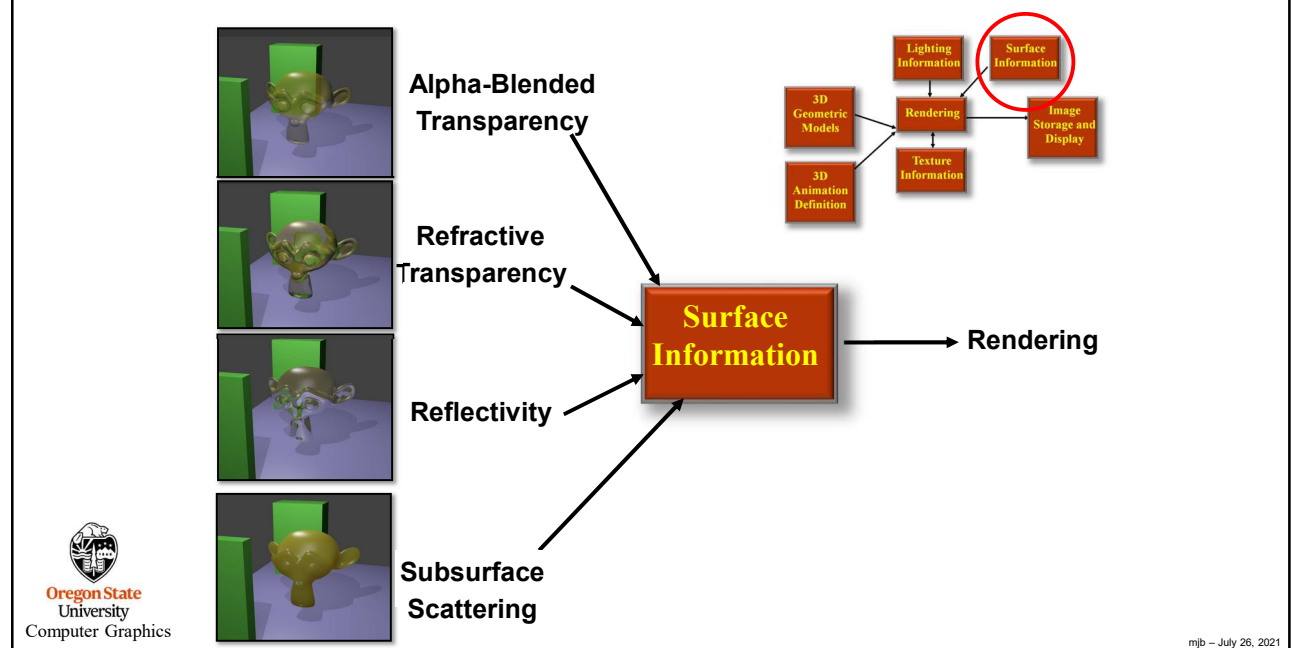 Alpha-Blended
Transparency
Refractive
Transparency
Reflectivity
Subsurface
Scattering
Surface
Information
Rendering
Lighting
Information
Surface
Information
3D
Geometric
Models
Rendering
Image
Storage and
Display
3D
Animation
Definition
Texture
Information
Oregon State
University
Computer Graphics
mjb – July 26, 2021